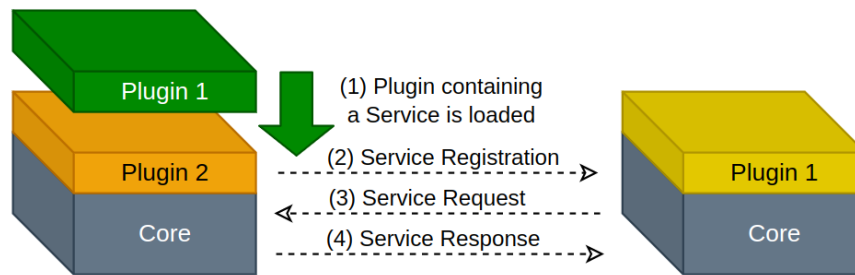 Plugin 1
(1) Plugin containing
a Service is loaded
Plugin 2
(2) Service Registration
Plugin 1
(3) Service Request
Core
(4) Service Response
Core